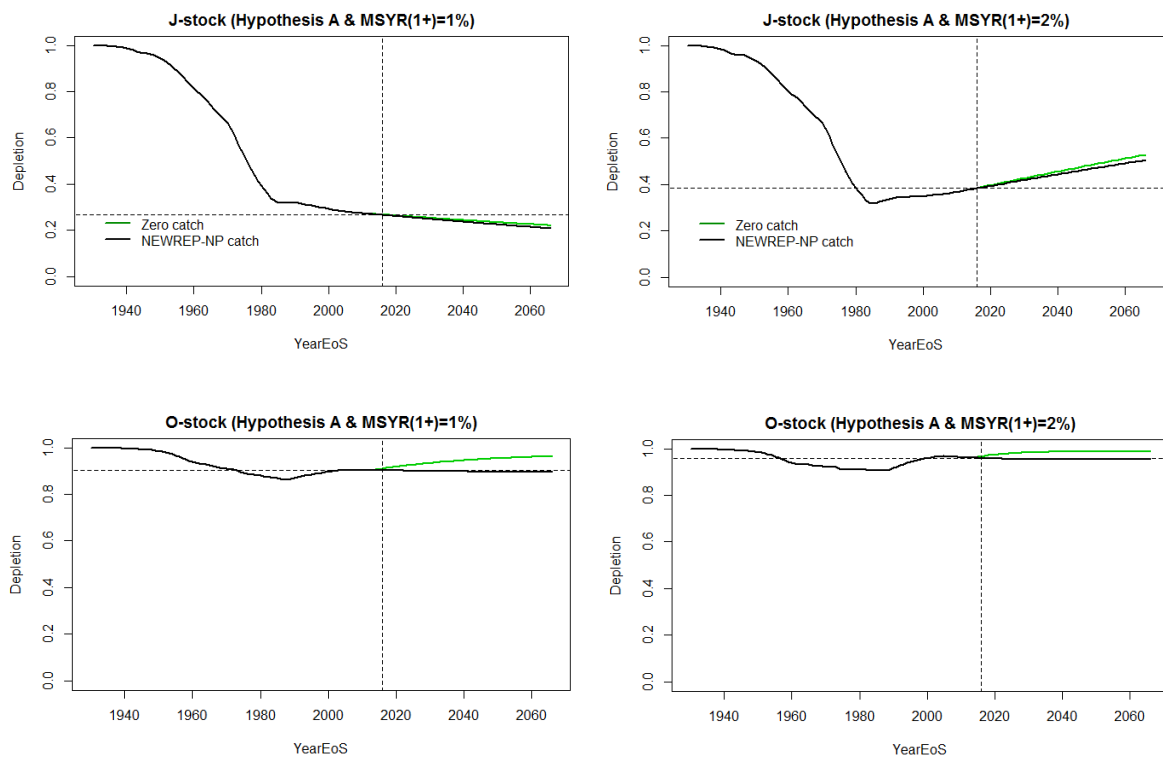 J-stock (Hypothesis A & MSYR(1+)=1%)
Depletion
0.0 0.2 0.4 0.6 0.8 1.0
Zero catch
NEWREP-NP catch
1940 1960 1980 2000 2020 2040 2060
YearEoS
J-stock (Hypothesis A & MSYR(1+)=2%)
Depletion
0.0 0.2 0.4 0.6 0.8 1.0
Zero catch
NEWREP-NP catch
1940 1960 1980 2000 2020 2040 2060
YearEoS
O-stock (Hypothesis A & MSYR(1+)=1%)
Depletion
0.0 0.2 0.4 0.6 0.8 1.0
1940 1960 1980 2000 2020 2040 2060
YearEoS
O-stock (Hypothesis A & MSYR(1+)=2%)
Depletion
0.0 0.2 0.4 0.6 0.8 1.0
1940 1960 1980 2000 2020 2040 2060
YearEoS